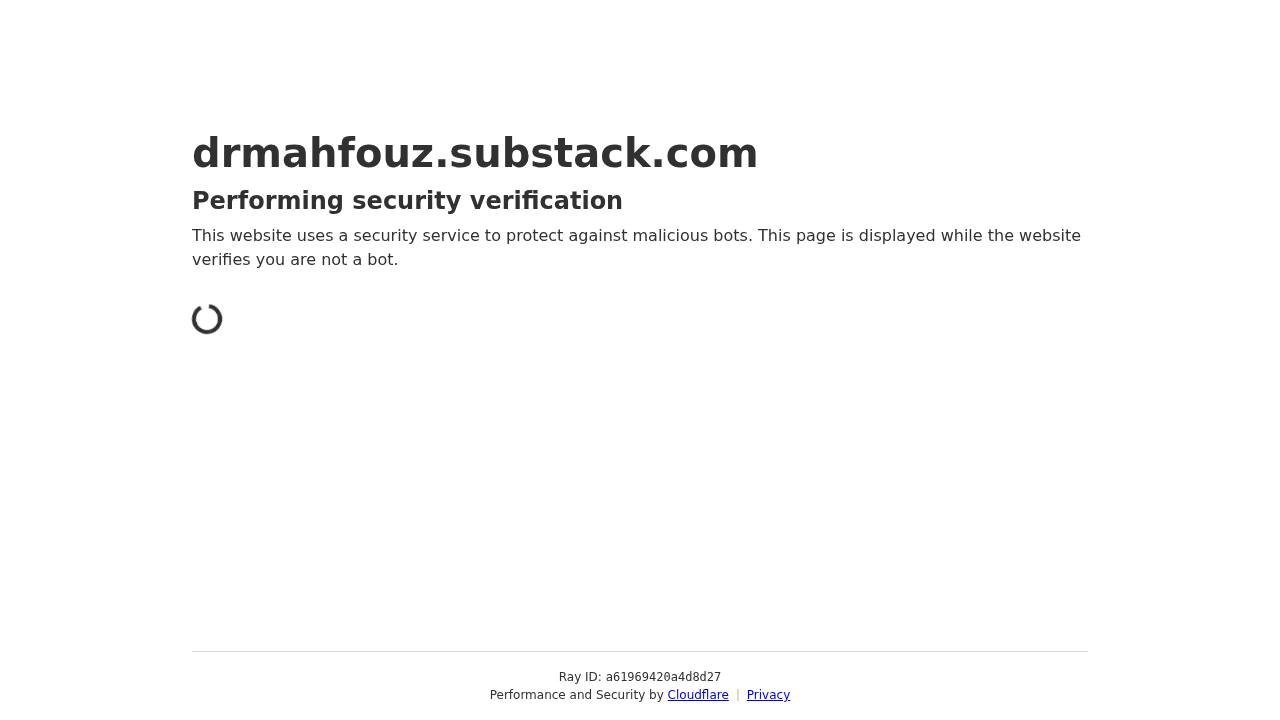 drmahfouz.substack.com
Performing security verification
This website uses a security service to protect against malicious bots. This page is displayed while the website
verifies you are not a bot.
Ray ID: a61969420a4d8d27
Performance and Security by Cloudflare | Privacy